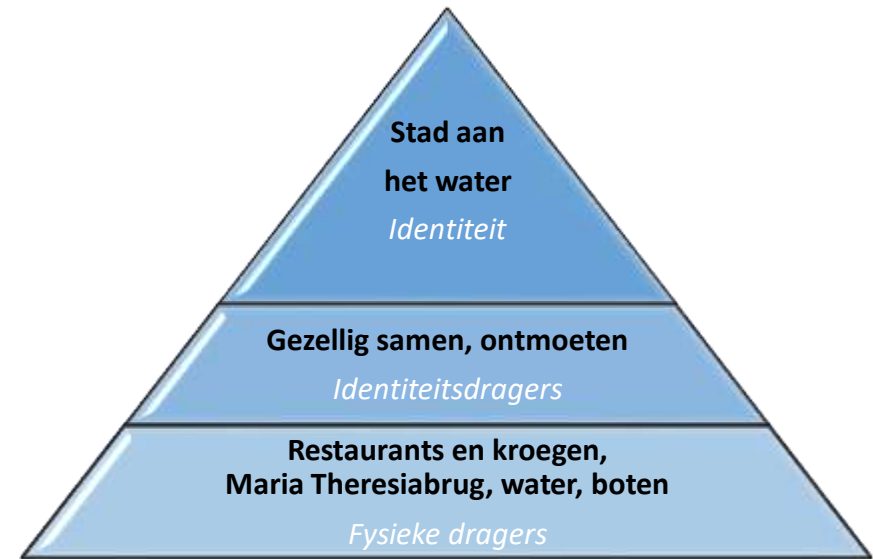 Stad aan
het water
Identiteit
Gezellig samen, ontmoeten
Identiteitsdragers
Restaurants en kroegen,
Maria Theresiabrug, water, boten
Fysieke dragers